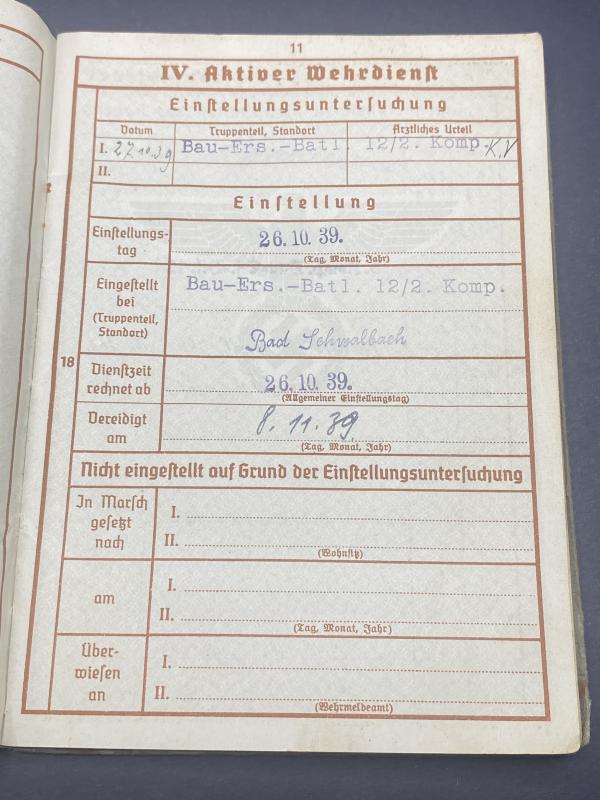 11
IV. Aktiver Wehrdienst
Einstellungsuntersuchung
Datum Truppenteil, Standort Ärztliches Urteil
I. 27.10.39 Bau-Ers.-Batl. 12/2. Komp. K.V
II.
Einstellung
Einstellungs-
tag
26. 10. 39.
(Tag, Monat, Jahr)
Eingestellt
bei
(Truppenteil,
Standort)
Bau-Ers.-Batl. 12/2. Komp.
Bad Schwalbach
18
Dienstzeit
rechnet ab
26. 10. 39.
(Allgemeiner Einstellungstag)
Vereidigt
am
8. 11. 39
(Tag, Monat, Jahr)
Nicht eingestellt auf Grund der Einstellungsuntersuchung
In Marsch
gesetzt
nach
I.
II.
(Wohnsitz)
am
I.
II.
(Tag, Monat, Jahr)
Über-
wiesen
an
I.
II.
(Wehrmeldeamt)